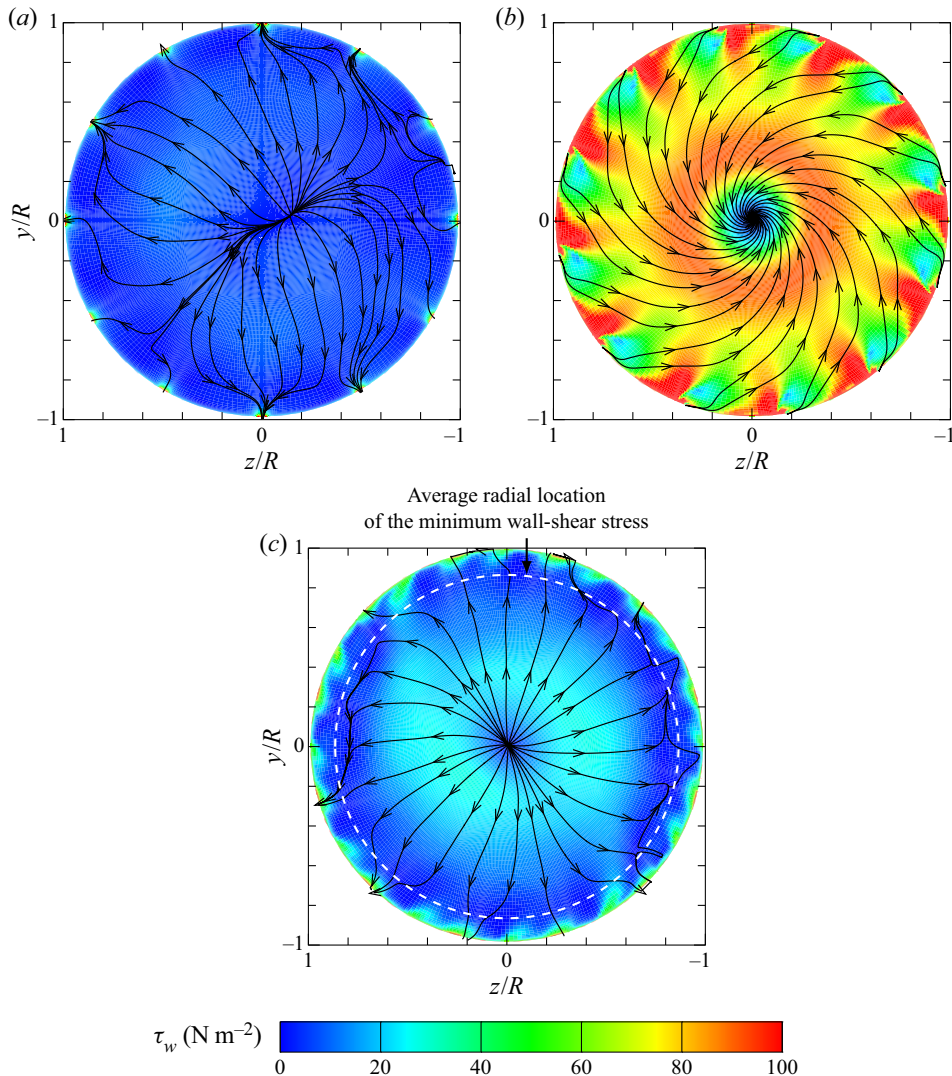 (a)
(b)
1
1
y/R
0
0
–1
–1
1
0
–1
1
0
–1
z/R
z/R
Average radial location
of the minimum wall-shear stress
(c)
1
y/R
0
–1
1
0
–1
z/R
τw (N m–2)
0
20
40
60
80
100